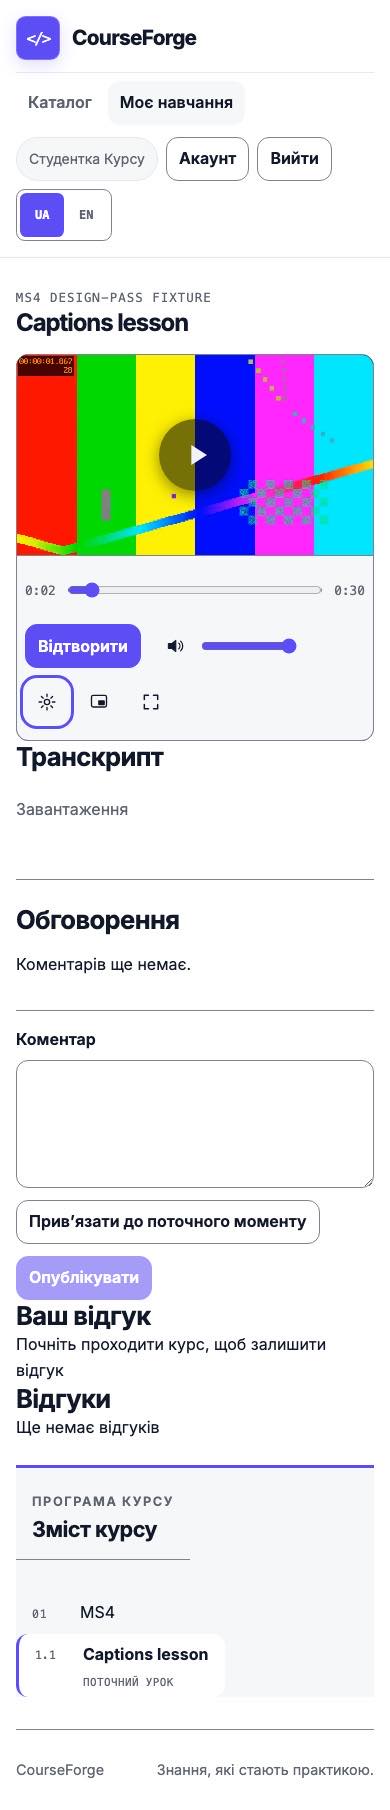 </> CourseForge
Каталог Моє навчання
Студентка Курсу Акаунт Вийти
UA EN
MS4 DESIGN-PASS FIXTURE
Captions lesson
00:00:01.867
28
0:02 0:30
Відтворити
Транскрипт
Завантаження
Обговорення
Коментарів ще немає.
Коментар
Прив’язати до поточного моменту
Опублікувати
Ваш відгук
Почніть проходити курс, щоб залишити
відгук
Відгуки
Ще немає відгуків
ПРОГРАМА КУРСУ
Зміст курсу
01 MS4
1.1 Captions lesson
ПОТОЧНИЙ УРОК
CourseForge Знання, які стають практикою.